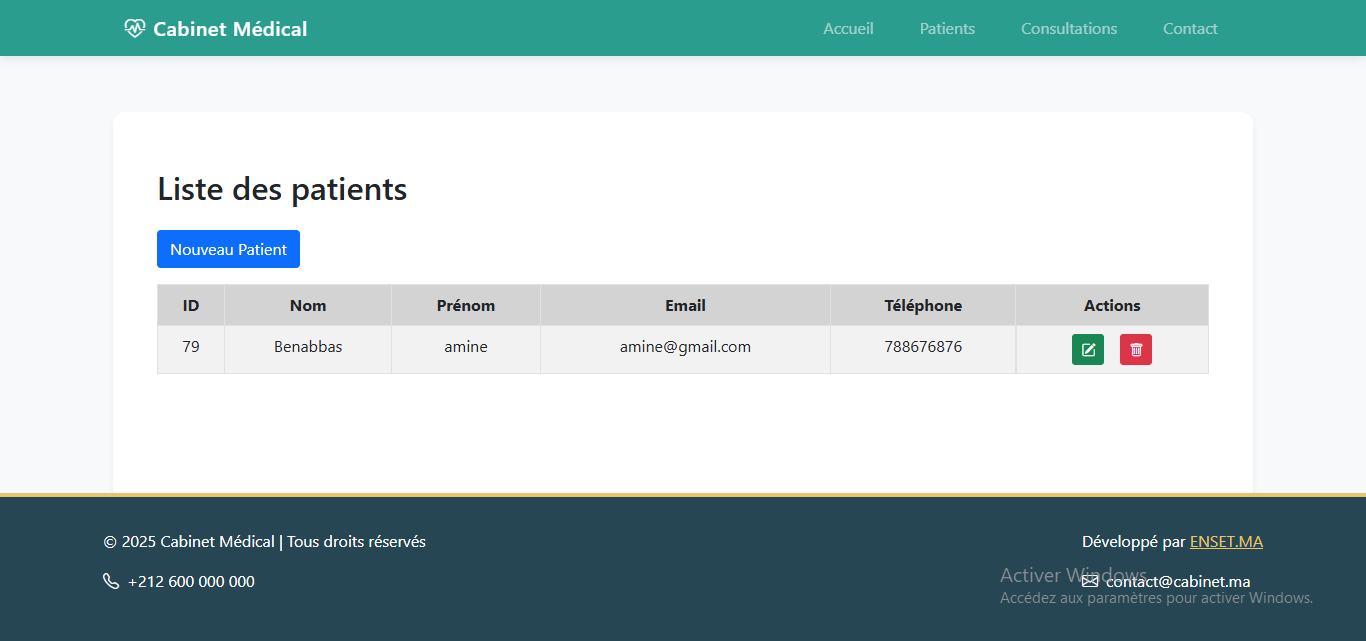 Cabinet Médical Accueil Patients Consultations Contact
Liste des patients
Nouveau Patient
ID Nom Prénom Email Téléphone Actions
79 Benabbas amine amine@gmail.com 788676876
© 2025 Cabinet Médical | Tous droits réservés Développé par ENSET.MA
+212 600 000 000 contact@cabinet.ma
Activer Windows
Accédez aux paramètres pour activer Windows.